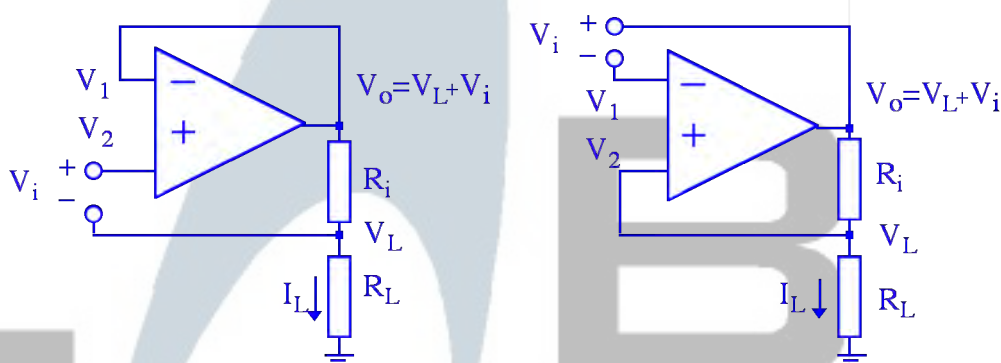 V1
V2
Vi
+
−
−
+
Vo=VL+Vi
Ri
VL
IL
RL
Vi
+
−
V1
V2
−
+
Vo=VL+Vi
Ri
VL
IL
RL
B